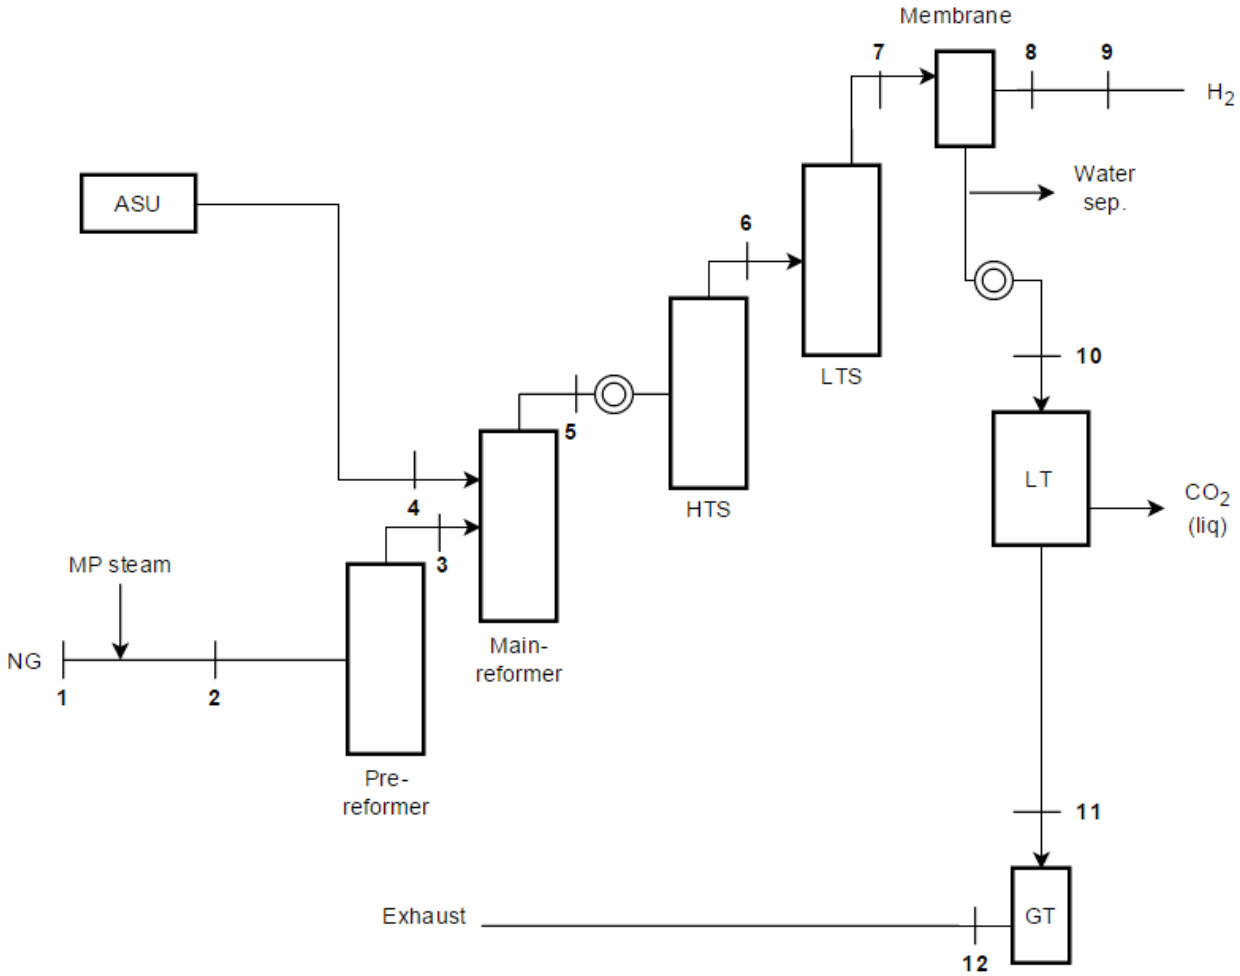 Membrane
7
8
9
H2
ASU
Water
sep.
6
LTS
10
5
4
3
HTS
LT
CO2
(liq)
MP steam
NG
1
2
Main-
reformer
Pre-
reformer
11
Exhaust
GT
12